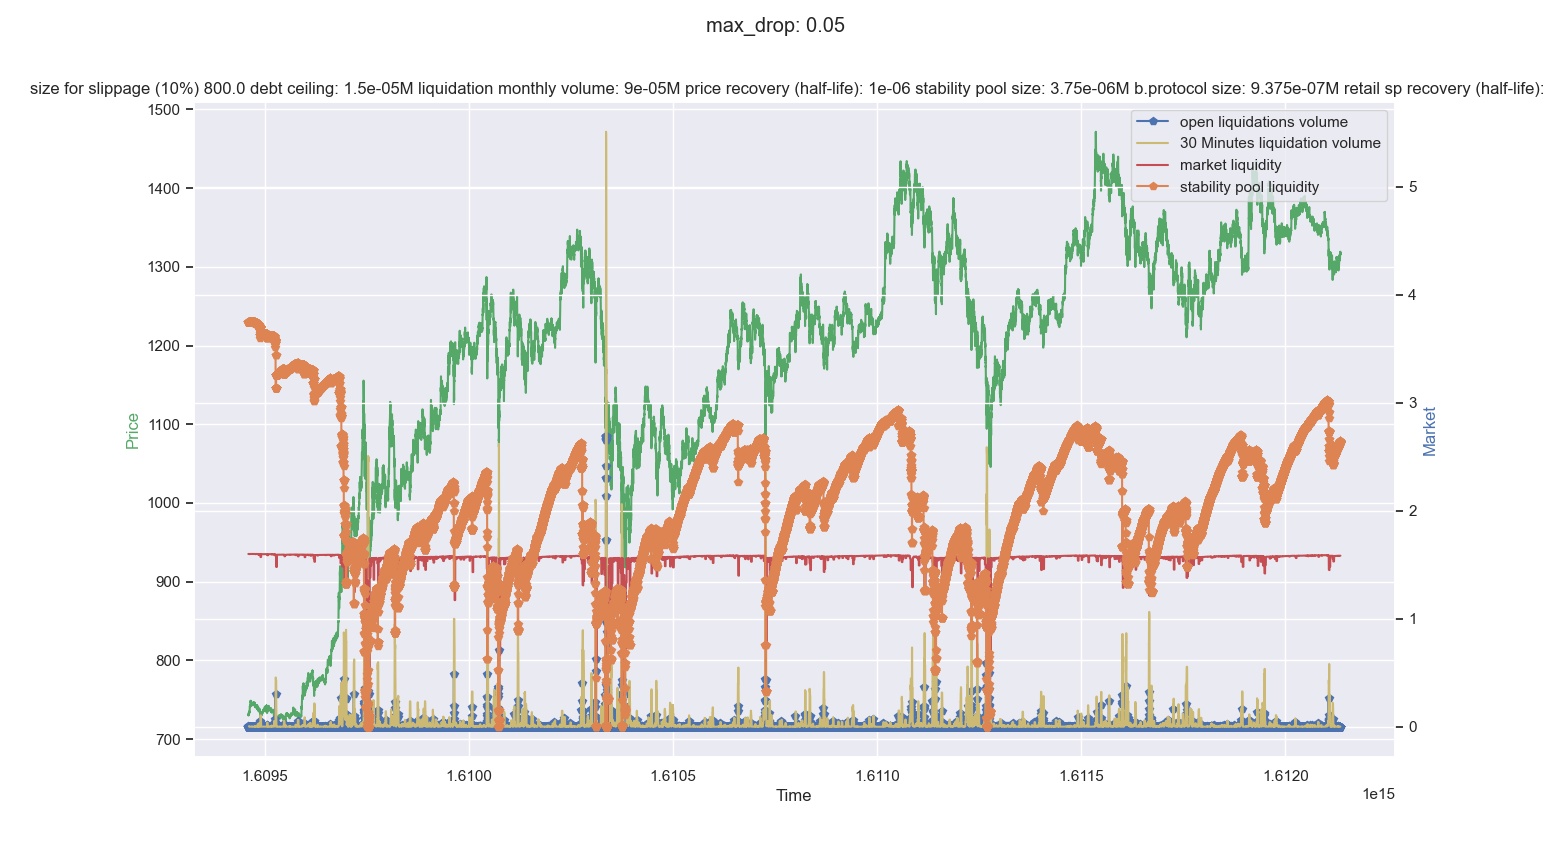 max_drop: 0.05
size for slippage (10%) 800.0 debt ceiling: 1.5e-05M liquidation monthly volume: 9e-05M price recovery (half-life): 1e-06 stability pool size: 3.75e-06M b.protocol size: 9.375e-07M retail sp recovery (half-life):
open liquidations volume
30 Minutes liquidation volume
market liquidity
stability pool liquidity
Price
1500
1400
1300
1200
1100
1000
900
800
700
Market
5
4
3
2
1
0
1.6095
1.6100
1.6105
1.6110
1.6115
1.6120
1e15
Time